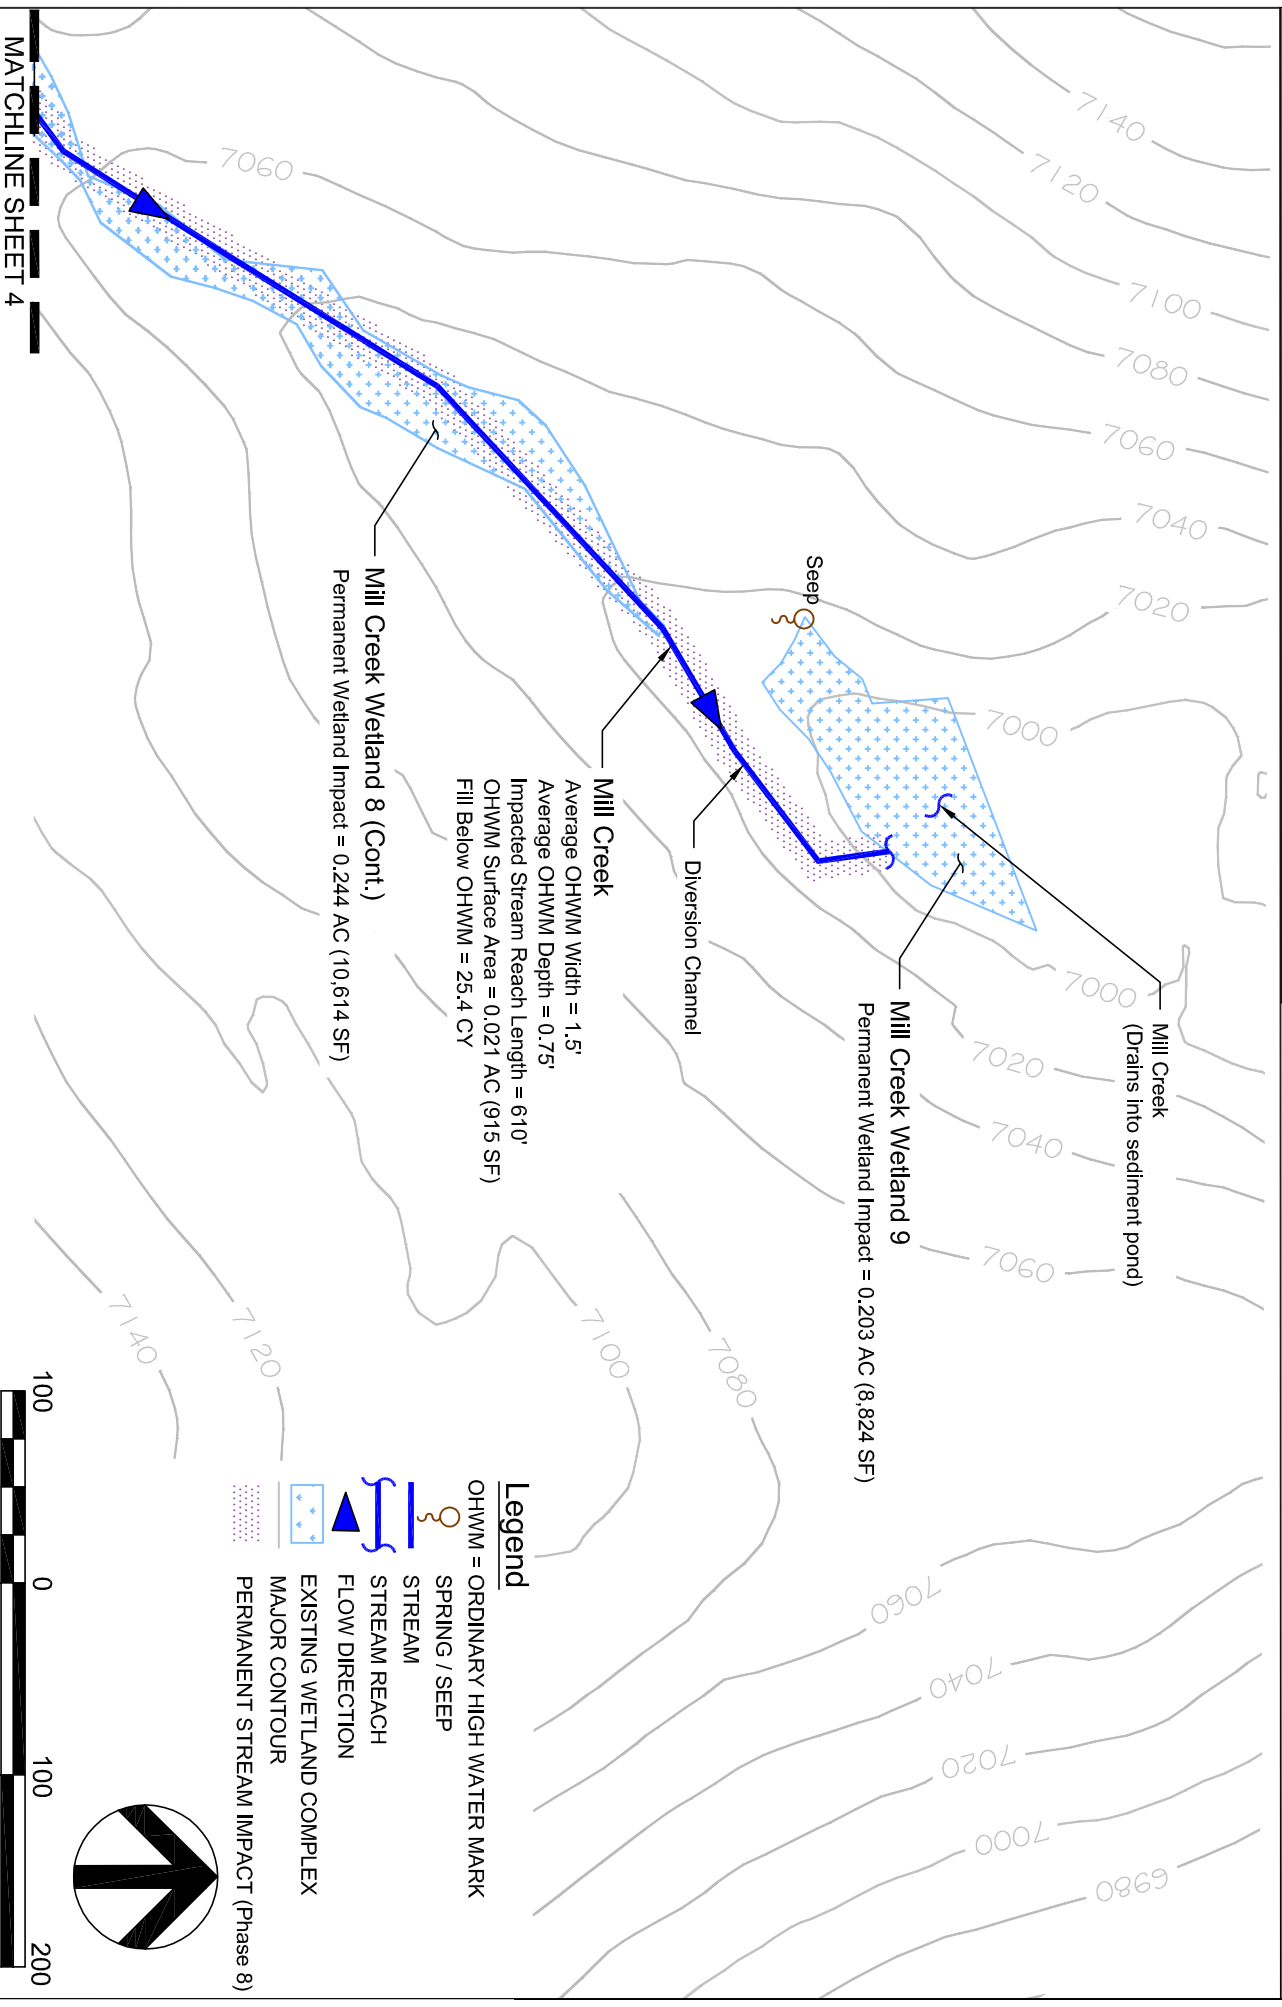 7140
7120
7100
7080
7060
7040
7020
7000
7060
MATCHLINE SHEET 4
Seep
Mill Creek
(Drains into sediment pond)
Mill Creek Wetland 9
Permanent Wetland Impact = 0.203 AC (8,824 SF)
Diversion Channel
Mill Creek
Average OHWM Width = 1.5'
Average OHWM Depth = 0.75'
Impacted Stream Reach Length = 610'
OHWM Surface Area = 0.021 AC (915 SF)
Fill Below OHWM = 25.4 CY
Mill Creek Wetland 8 (Cont.)
Permanent Wetland Impact = 0.244 AC (10,614 SF)
7000
7020
7040
7060
7080
7100
7120
7140
7060
7040
7020
7000
6980
Legend
OHWM = ORDINARY HIGH WATER MARK
SPRING / SEEP
STREAM
STREAM REACH
FLOW DIRECTION
EXISTING WETLAND COMPLEX
MAJOR CONTOUR
PERMANENT STREAM IMPACT (Phase 8)
100 0 100 200